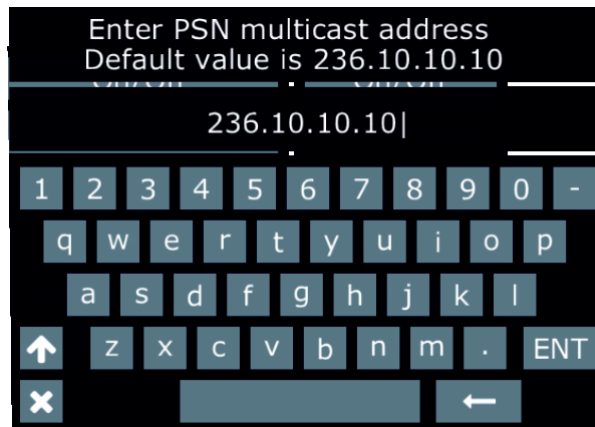 Enter PSN multicast address
Default value is 236.10.10.10
236.10.10.10
1 2 3 4 5 6 7 8 9 0 -
q w e r t y u i o p
a s d f g h j k l
z x c v b n m . ENT